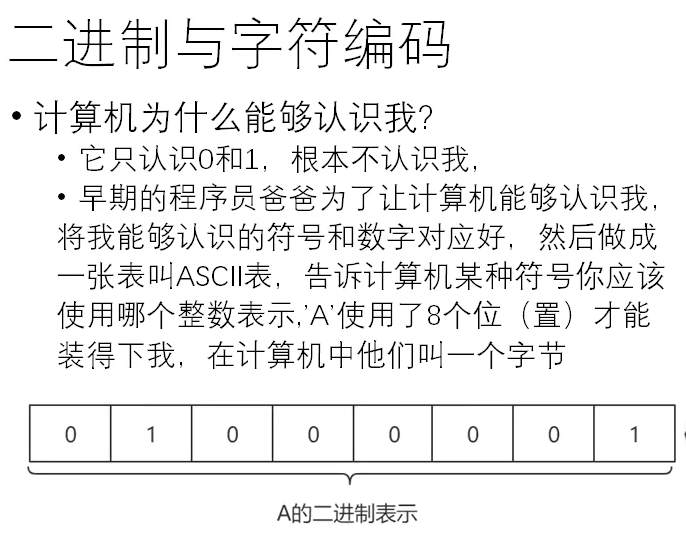 二进制与字符编码
• 计算机为什么能够认识我?
• 它只认识0和1，根本不认识我，
• 早期的程序员爸爸为了让计算机能够认识我，
将我能够认识的符号和数字对应好，然后做成
一张表叫ASCII表，告诉计算机某种符号你应该
使用哪个整数表示,'A'使用了8个位（置）才能
装得下我，在计算机中他们叫一个字节
0 1 0 0 0 0 0 1
A的二进制表示